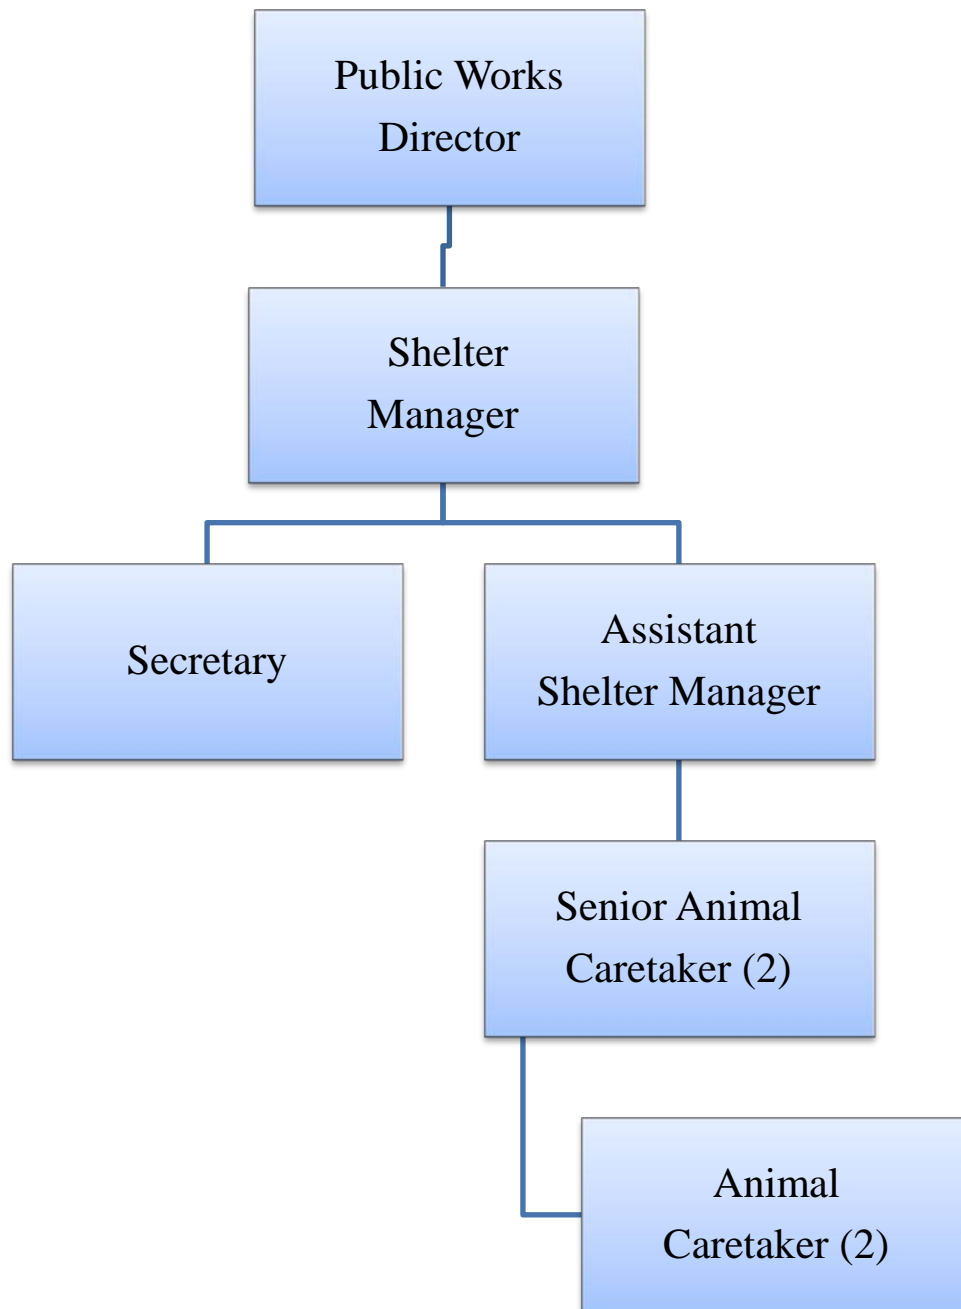 Public Works
Director
Shelter
Manager
Secretary
Assistant
Shelter Manager
Senior Animal
Caretaker (2)
Animal
Caretaker (2)